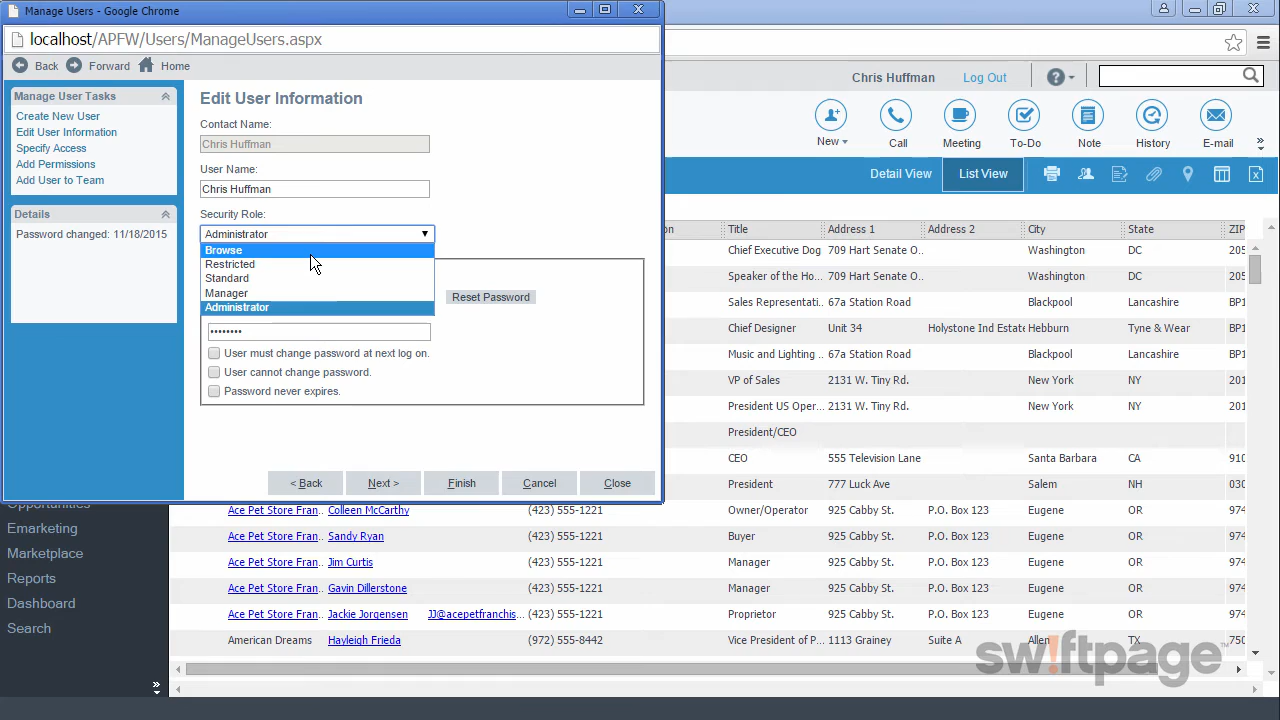 Manage Users - Google Chrome
localhost/APFW/Users/ManageUsers.aspx
Back Forward Home
Manage User Tasks
Create New User
Edit User Information
Specify Access
Add Permissions
Add User to Team
Details
Password changed: 11/18/2015
Edit User Information
Contact Name:
Chris Huffman
User Name:
Chris Huffman
Security Role:
Administrator
Browse
Restricted
Standard
Manager
Administrator
Reset Password
••••••••
User must change password at next log on.
User cannot change password.
Password never expires.
< Back Next > Finish Cancel Close
Chris Huffman Log Out
New Call Meeting To-Do Note History E-mail
Detail View List View
Title Address 1 Address 2 City State ZIP
Chief Executive Dog 709 Hart Senate O... Washington DC 205
Speaker of the Ho... 709 Hart Senate O... Washington DC 205
Sales Representati... 67a Station Road Blackpool Lancashire BP1
Chief Designer Unit 34 Holystone Ind Estate Hebburn Tyne & Wear BP1
Music and Lighting ... 67a Station Road Blackpool Lancashire BP1
VP of Sales 2131 W. Tiny Rd. New York NY 201
President US Oper... 2131 W. Tiny Rd. New York NY 201
President/CEO
CEO 555 Television Lane Santa Barbara CA 910
President 777 Luck Ave Salem NH 030
Ace Pet Store Fran... Colleen McCarthy (423) 555-1221 Owner/Operator 925 Cabby St. P.O. Box 123 Eugene OR 974
Ace Pet Store Fran... Sandy Ryan (423) 555-1221 Buyer 925 Cabby St. P.O. Box 123 Eugene OR 974
Ace Pet Store Fran... Jim Curtis (423) 555-1221 Manager 925 Cabby St. P.O. Box 123 Eugene OR 974
Ace Pet Store Fran... Gavin Dillerstone (423) 555-1221 Manager 925 Cabby St. P.O. Box 123 Eugene OR 974
Ace Pet Store Fran... Jackie Jorgensen JJ@acepetfranchis... (423) 555-1221 Proprietor 925 Cabby St. P.O. Box 123 Eugene OR 974
American Dreams Hayleigh Frieda (972) 555-8442 Vice President of P... 1113 Grainey Suite A Allen TX 750
Opportunities
Emarketing
Marketplace
Reports
Dashboard
Search
swiftpage™